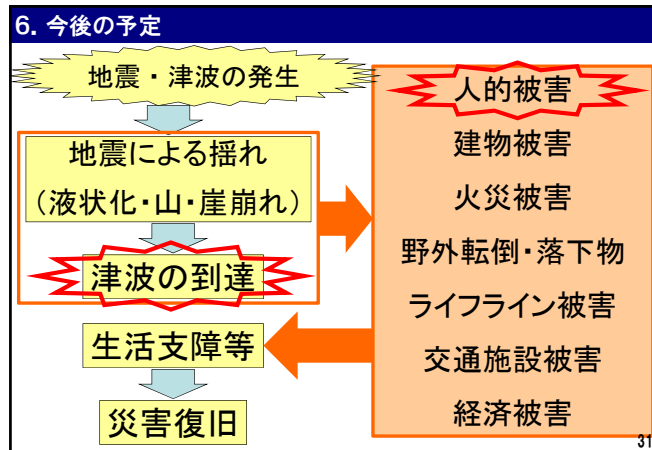 6. 今後の予定
地震・津波の発生
地震による揺れ
（液状化・山・崖崩れ）
津波の到達
生活支障等
災害復旧
人的被害
建物被害
火災被害
野外転倒・落下物
ライフライン被害
交通施設被害
経済被害
31